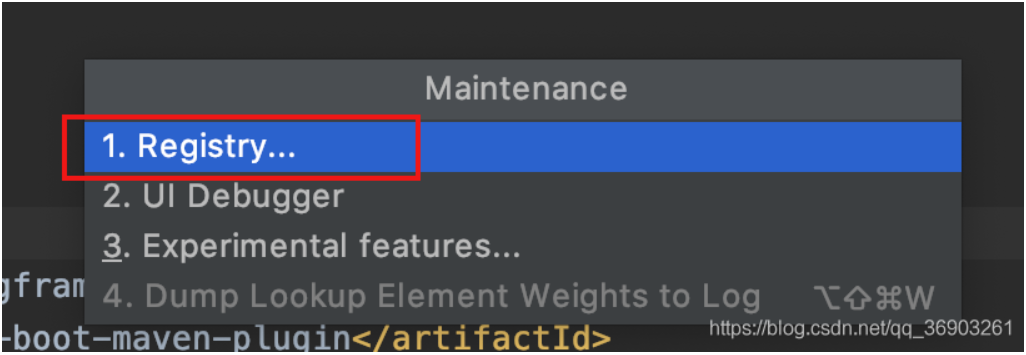 Maintenance
1. Registry...
2. UI Debugger
3. Experimental features...
gfram
4. Dump Lookup Element Weights to Log ⌥⇧⌘W
https://blog.csdn.net/qq_36903261
-boot-maven-plugin</artifactId>